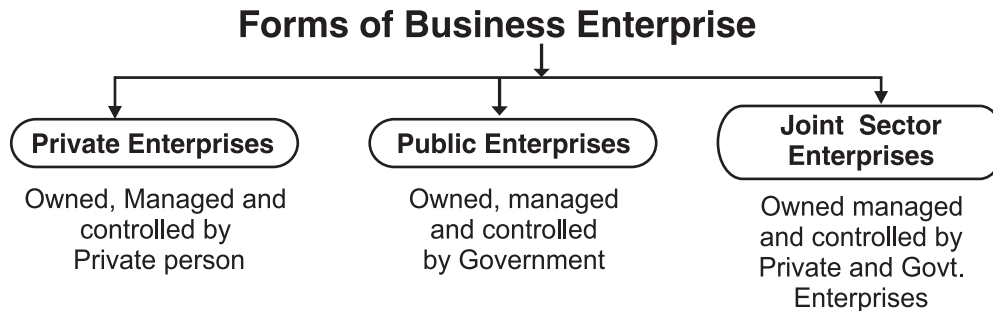 Forms of Business Enterprise
Private Enterprises
Owned, Managed and
controlled by
Private person
Public Enterprises
Owned, managed
and controlled
by Government
Joint Sector
Enterprises
Owned managed
and controlled by
Private and Govt.
Enterprises